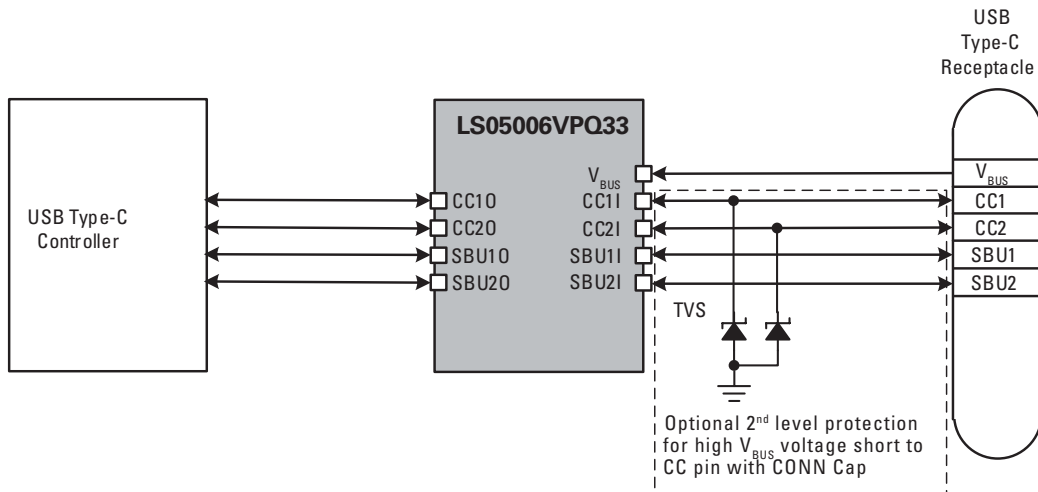 USB
Type-C
Receptacle
LS05006VPQ33
VBUS
VBUS
CC1O
CC1I
CC1
USB Type-C
Controller
CC2O
CC2I
CC2
SBU1O
SBU1I
SBU1
SBU2O
SBU2I
SBU2
TVS
Optional 2nd level protection
for high VBUS voltage short to
CC pin with CONN Cap